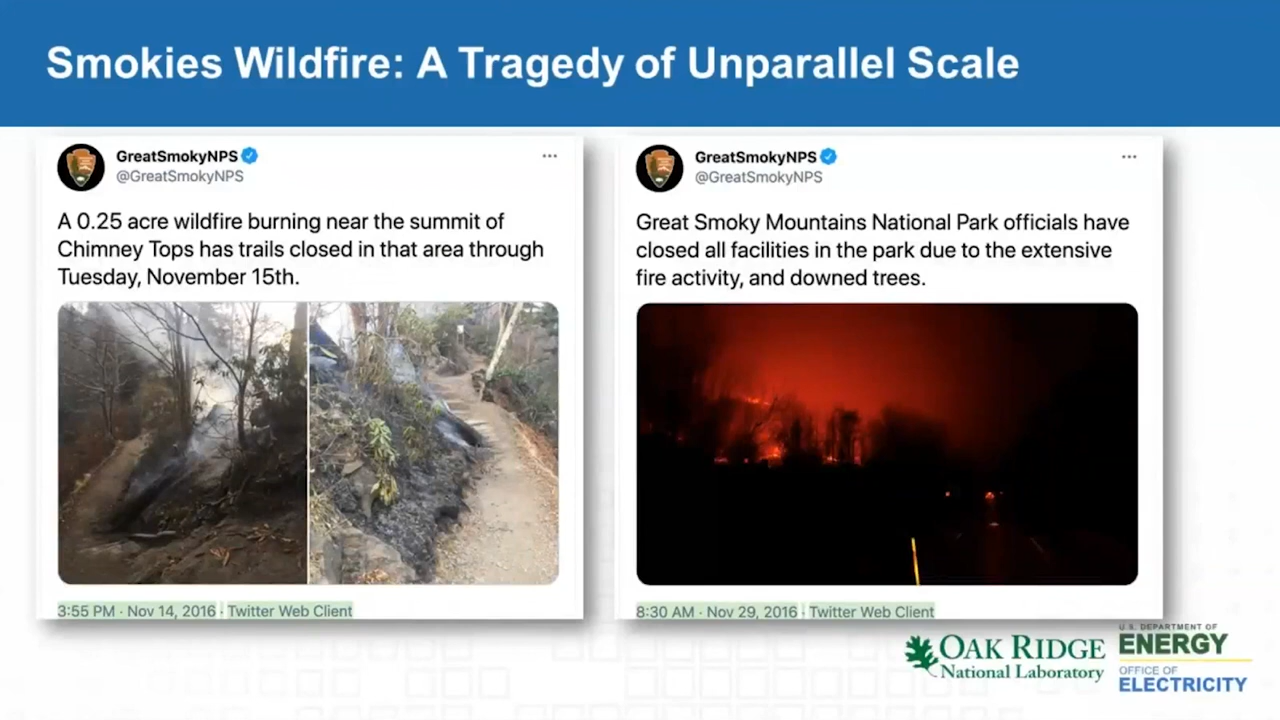 Smokies Wildfire: A Tragedy of Unparallel Scale
GreatSmokyNPS
@GreatSmokyNPS
A 0.25 acre wildfire burning near the summit of
Chimney Tops has trails closed in that area through
Tuesday, November 15th.
3:55 PM · Nov 14, 2016 · Twitter Web Client
GreatSmokyNPS
@GreatSmokyNPS
Great Smoky Mountains National Park officials have
closed all facilities in the park due to the extensive
fire activity, and downed trees.
8:30 AM · Nov 29, 2016 · Twitter Web Client
OAK RIDGE
National Laboratory
U.S. DEPARTMENT OF
ENERGY
OFFICE OF
ELECTRICITY